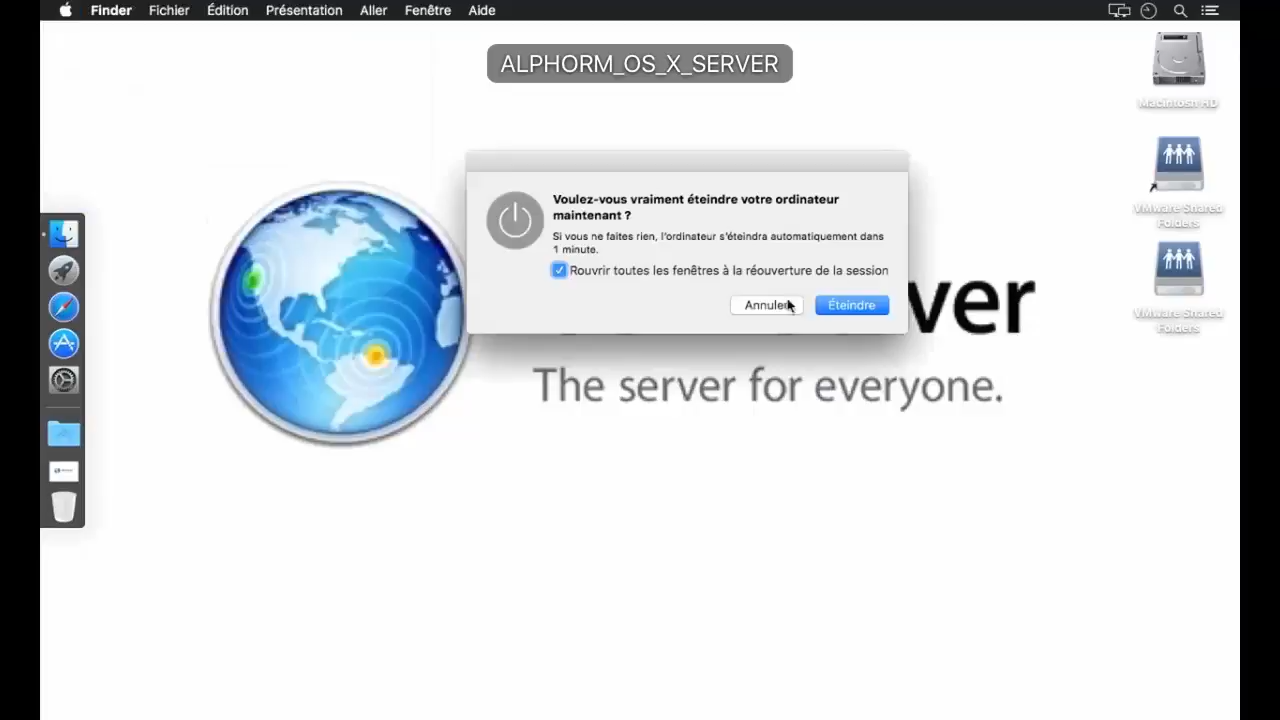 Finder Fichier Édition Présentation Aller Fenêtre Aide
ALPHORM_OS_X_SERVER
Macintosh HD
Voulez-vous vraiment éteindre votre ordinateur
maintenant ?
Si vous ne faites rien, l'ordinateur s'éteindra automatiquement dans
1 minute.
Rouvrir toutes les fenêtres à la réouverture de la session
Annuler Éteindre
VMware Shared
Folders
VMware Shared
Folders
ver
The server for everyone.